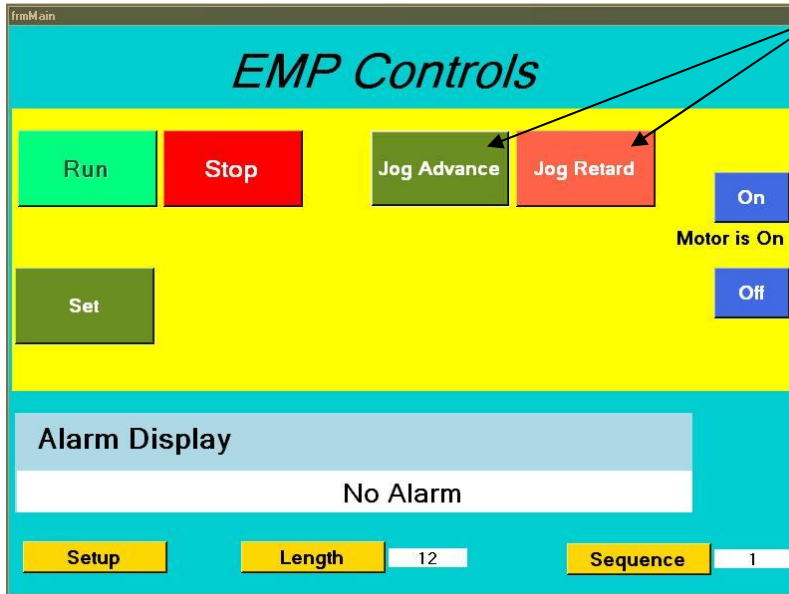 frmMain
EMP Controls
Run
Stop
Jog Advance
Jog Retard
On
Motor is On
Set
Off
Alarm Display
No Alarm
Setup
Length
12
Sequence
1